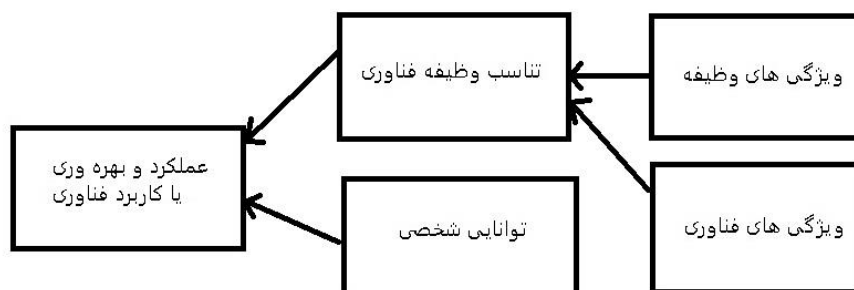 ویژگی های وظیفه
تناسب وظیفه فناوری
عملکرد و بهره وری
یا کاربرد فناوری
ویژگی های فناوری
توانایی شخصی